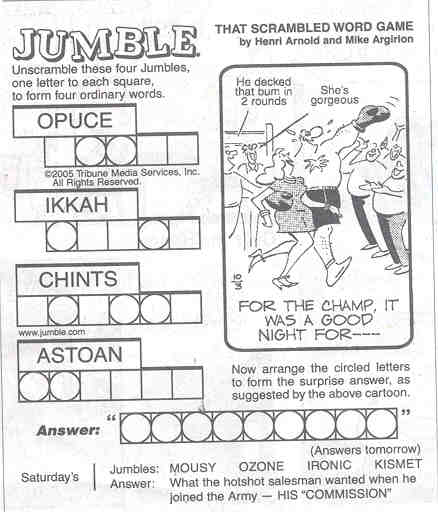 JUMBLE
THAT SCRAMBLED WORD GAME
by Henri Arnold and Mike Argirion
Unscramble these four Jumbles,
one letter to each square,
to form four ordinary words.
OPUCE
©2005 Tribune Media Services, Inc.
All Rights Reserved.
IKKAH
CHINTS
www.jumble.com
ASTOAN
He decked
that bum in
2 rounds
She's
gorgeous
FOR THE CHAMP, IT
WAS A GOOD
NIGHT FOR---
Now arrange the circled letters
to form the surprise answer, as
suggested by the above cartoon.
Answer: “ ”
(Answers tomorrow)
Saturday's
Jumbles: MOUSY OZONE IRONIC KISMET
Answer: What the hotshot salesman wanted when he
joined the Army — HIS “COMMISSION”